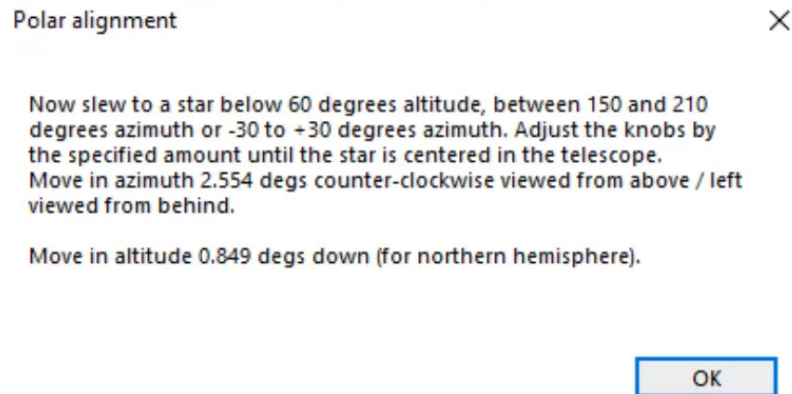 Polar alignment
Now slew to a star below 60 degrees altitude, between 150 and 210
degrees azimuth or -30 to +30 degrees azimuth. Adjust the knobs by
the specified amount until the star is centered in the telescope.
Move in azimuth 2.554 degs counter-clockwise viewed from above / left
viewed from behind.
Move in altitude 0.849 degs down (for northern hemisphere).
OK